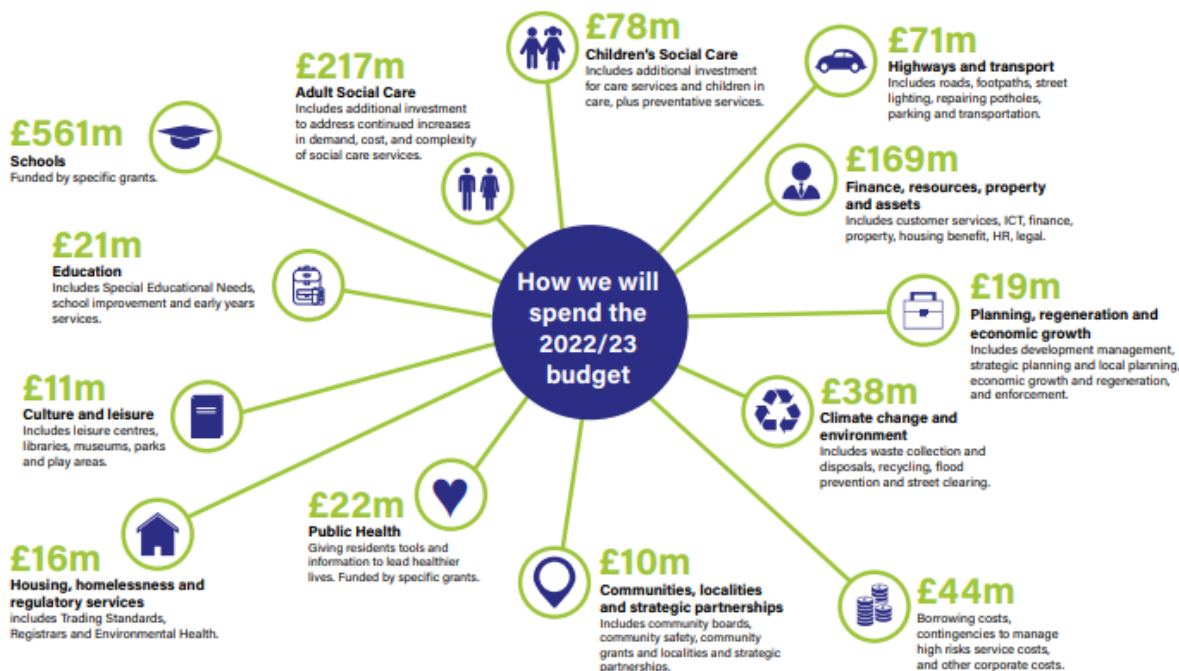 How we will
spend the
2022/23
budget
£78m
Children's Social Care
Includes additional investment
for care services and children in
care, plus preventative services.
£71m
Highways and transport
Includes roads, footpaths, street
lighting, repairing potholes,
parking and transportation.
£169m
Finance, resources, property
and assets
Includes customer services, ICT, finance,
property, housing benefit, HR, legal.
£19m
Planning, regeneration and
economic growth
Includes development management,
strategic planning and local planning,
economic growth and regeneration,
and enforcement.
£38m
Climate change and
environment
Includes waste collection and
disposals, recycling, flood
prevention and street clearing.
£44m
Borrowing costs,
contingencies to manage
high risks service costs,
and other corporate costs.
£10m
Communities, localities
and strategic partnerships
Includes community boards,
community safety, community
grants and localities and strategic
partnerships.
£22m
Public Health
Giving residents tools and
information to lead healthier
lives. Funded by specific grants.
£16m
Housing, homelessness and
regulatory services
includes Trading Standards,
Registrars and Environmental Health.
£11m
Culture and leisure
Includes leisure centres,
libraries, museums, parks
and play areas.
£21m
Education
Includes Special Educational Needs,
school improvement and early years
services.
£561m
Schools
Funded by specific grants.
£217m
Adult Social Care
Includes additional investment
to address continued increases
in demand, cost, and complexity
of social care services.